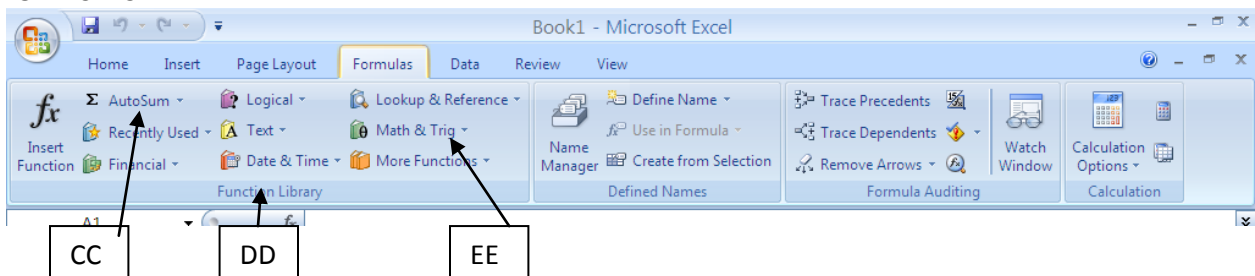 Book1 - Microsoft Excel
Home Insert Page Layout Formulas Data Review View
Σ AutoSum Logical Lookup & Reference Define Name Trace Precedents
fx Recently Used Text Math & Trig fx Use in Formula Trace Dependents
Insert Function Financial Date & Time More Functions Name Manager Create from Selection Remove Arrows Watch Window Calculation Options
Function Library Defined Names Formula Auditing Calculation
A1 fx
CC DD EE